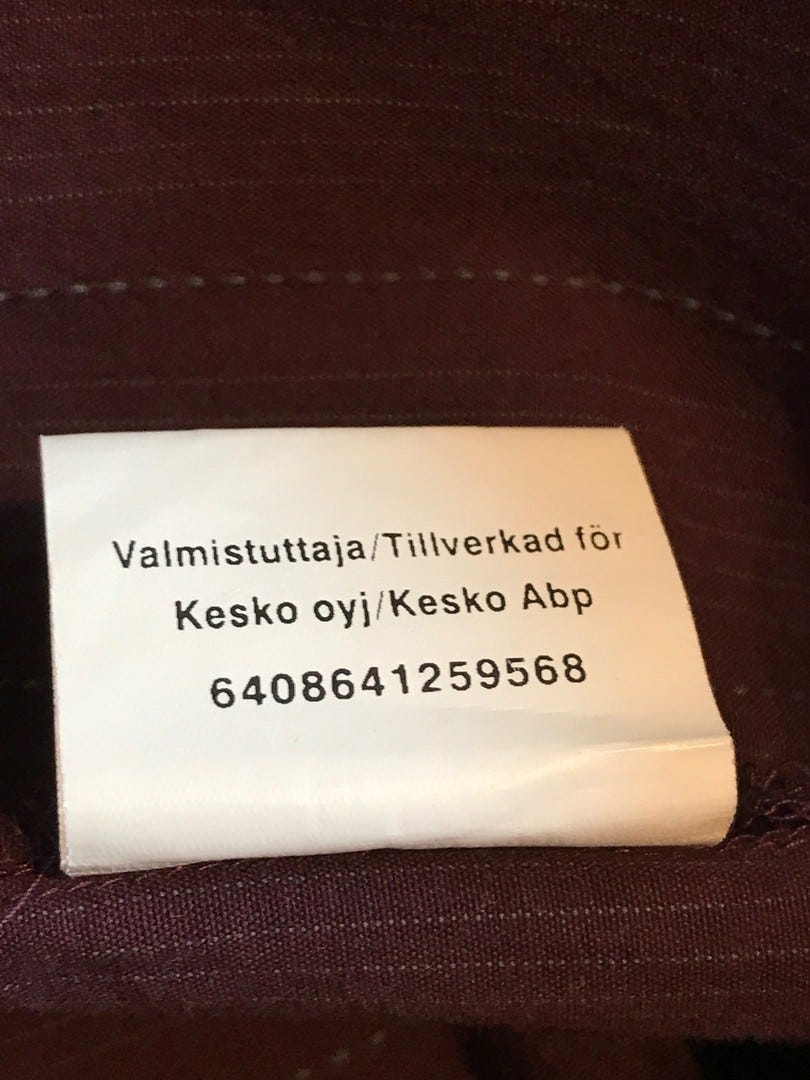 Valmistuttaja/Tillverkad för
Kesko oyj/Kesko Abp
6408641259568